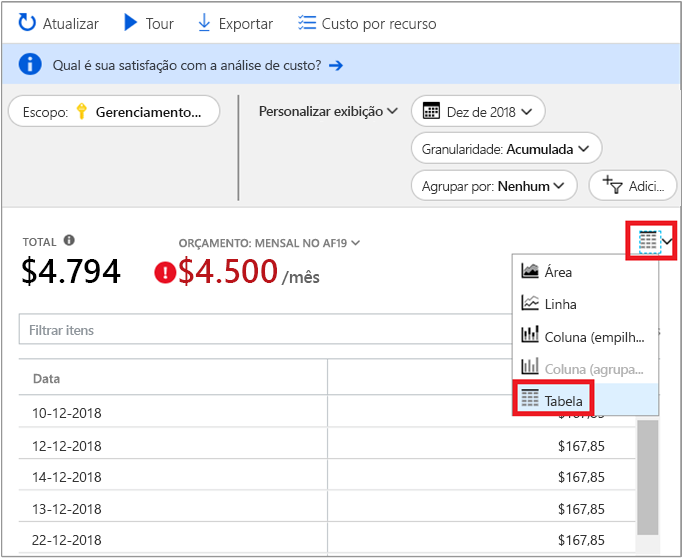 Atualizar Tour Exportar Custo por recurso
Qual é sua satisfação com a análise de custo?
Escopo: Gerenciamento... Personalizar exibição Dez de 2018
Granularidade: Acumulada
Agrupar por: Nenhum Adici...
TOTAL ORÇAMENTO: MENSAL NO AF19
$4.794 $4.500 /mês
Área
Linha
Filtrar itens
Coluna (empilh...
Coluna (agrupa...
Data
Tabela
10-12-2018 $167,85
12-12-2018 $167,85
14-12-2018 $167,85
13-12-2018 $167,85
22-12-2018 $167,85